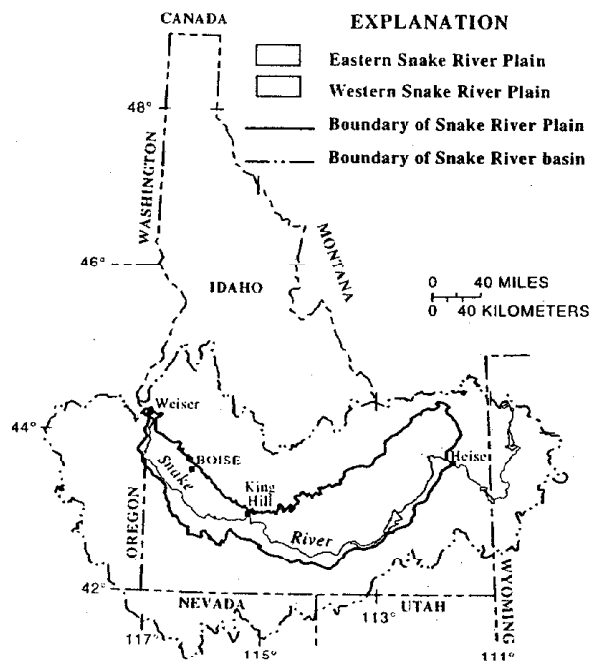 CANADA
EXPLANATION
Eastern Snake River Plain
Western Snake River Plain
Boundary of Snake River Plain
Boundary of Snake River basin
48°
WASHINGTON
MONTANA
46°
IDAHO
0 40 MILES
0 40 KILOMETERS
Weiser
44°
BOISE
Snake
King
Hill
Heise
River
OREGON
42°
NEVADA
UTAH
WYOMING
117°
115°
113°
111°